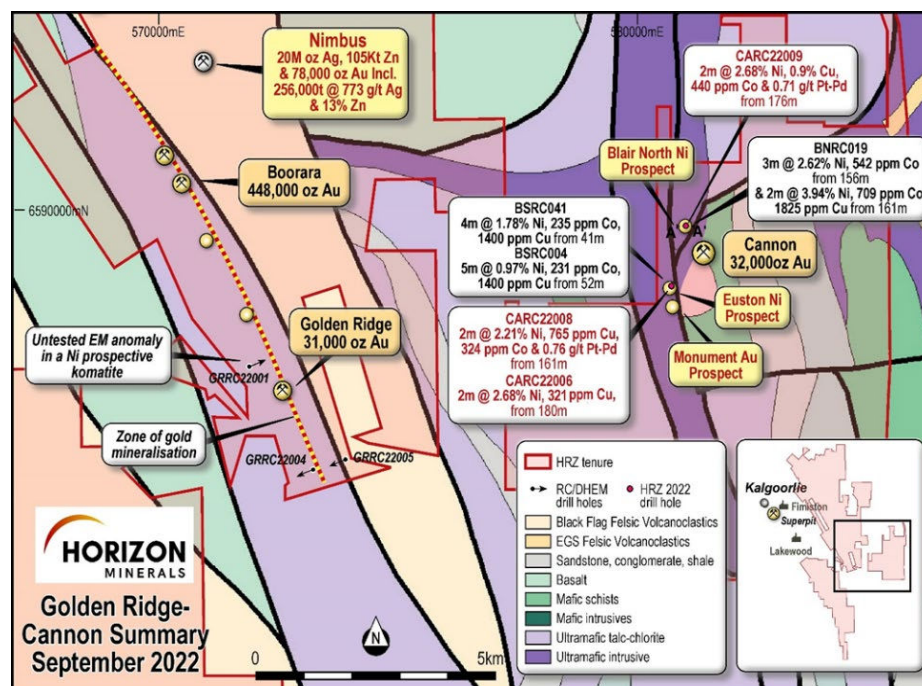 570000mE
580000mE
Nimbus
20M oz Ag, 105Kt Zn
& 78,000 oz Au Incl.
256,000t @ 773 g/t Ag
& 13% Zn
CARC22009
2m @ 2.68% Ni, 0.9% Cu,
440 ppm Co & 0.71 g/t Pt-Pd
from 176m
Blair North Ni
Prospect
BNRC019
3m @ 2.62% Ni, 542 ppm Co
from 156m
& 2m @ 3.94% Ni, 709 ppm Co
1825 ppm Cu from 161m
Boorara
448,000 oz Au
6590000mN
BSRC041
4m @ 1.78% Ni, 235 ppm Co,
1400 ppm Cu from 41m
BSRC004
5m @ 0.97% Ni, 231 ppm Co,
1400 ppm Cu from 52m
A
A'
Cannon
32,000oz Au
Euston Ni
Prospect
Monument Au
Prospect
CARC22008
2m @ 2.21% Ni, 765 ppm Cu,
324 ppm Co & 0.76 g/t Pt-Pd
from 161m
CARC22006
2m @ 2.68% Ni, 321 ppm Cu,
from 180m
Untested EM anomaly
in a Ni prospective
komatite
GRRC22001
Golden Ridge
31,000 oz Au
Zone of gold
mineralisation
GRRC22004
GRRC22005
HORIZON
MINERALS
Golden Ridge-
Cannon Summary
September 2022
N
0
5km
HRZ tenure
RC/DHEM
drill holes
HRZ 2022
drill hole
Black Flag Felsic Volcanoclastics
EGS Felsic Volcanoclastics
Sandstone, conglomerate, shale
Basalt
Mafic schists
Mafic intrusives
Ultramafic talc-chlorite
Ultramafic intrusive
Kalgoorlie
Fimiston
Superpit
Lakewood